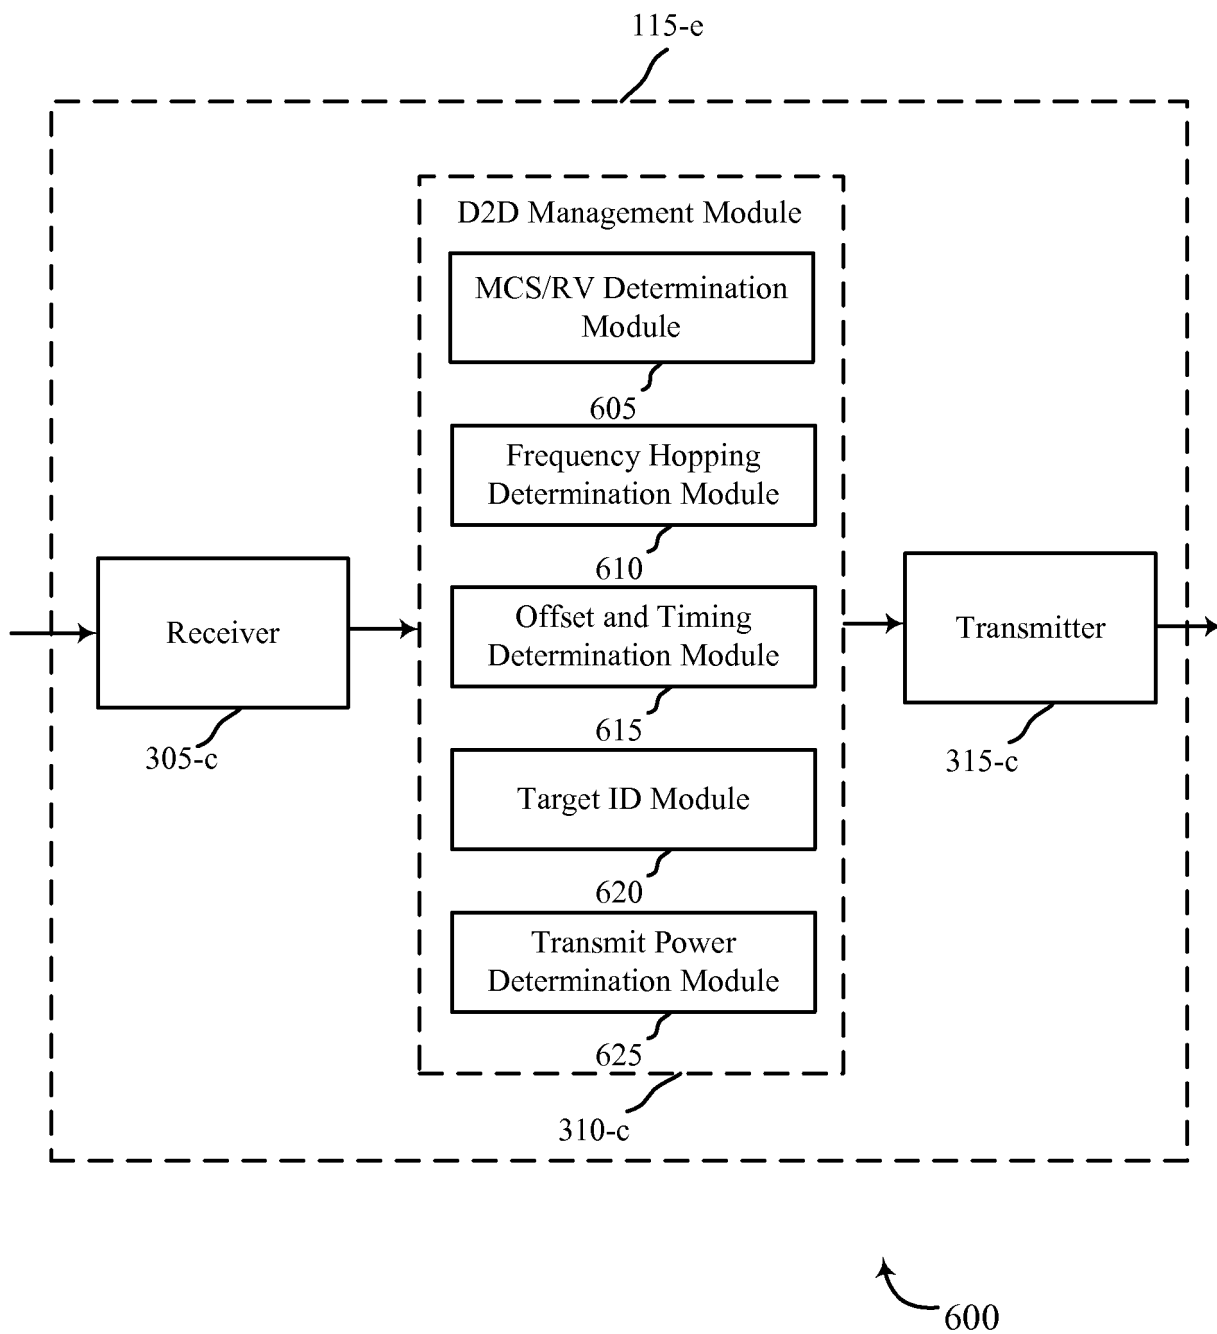 115-e
D2D Management Module
MCS/RV Determination
Module
605
Frequency Hopping
Determination Module
610
Offset and Timing
Determination Module
615
Target ID Module
620
Transmit Power
Determination Module
625
310-c
Receiver
305-c
Transmitter
315-c
600